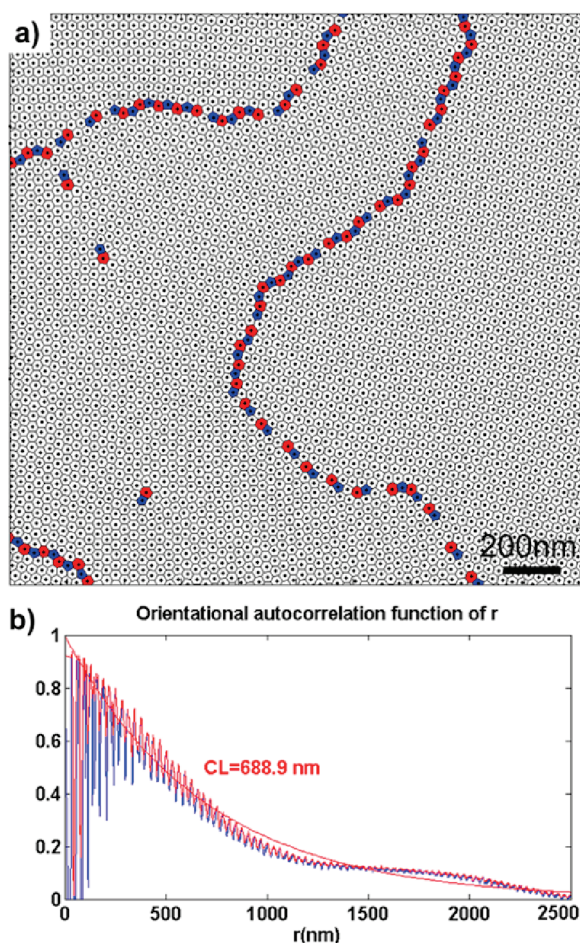 a)
200nm
b)
Orientational autocorrelation function of r
1
0.8
0.6
0.4
0.2
0
CL=688.9 nm
0 500 1000 1500 2000 2500
r(nm)